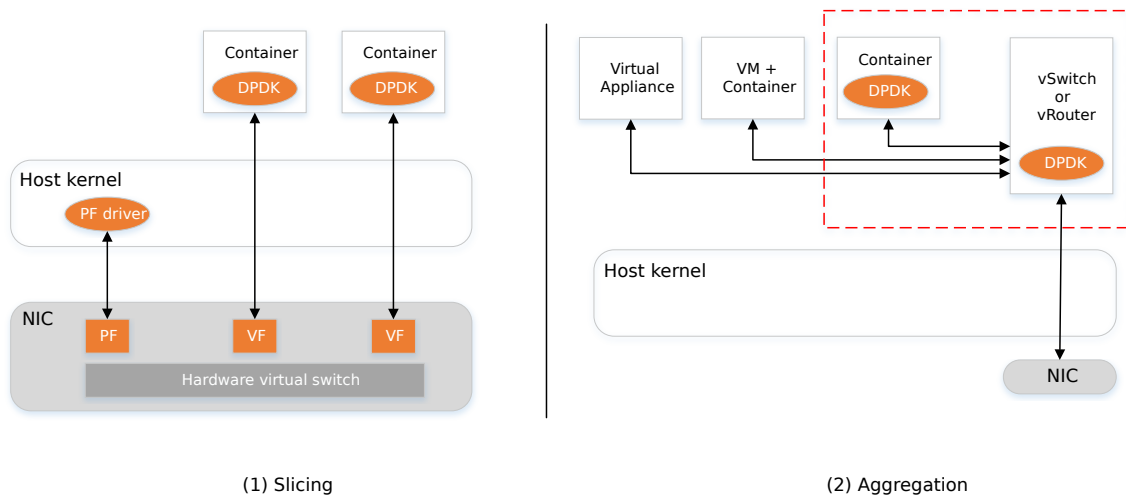 Container
DPDK
Container
DPDK
Host kernel
PF driver
NIC
PF
VF
VF
Hardware virtual switch
(1) Slicing
Virtual
Appliance
VM +
Container
Container
DPDK
vSwitch
or
vRouter
DPDK
Host kernel
NIC
(2) Aggregation